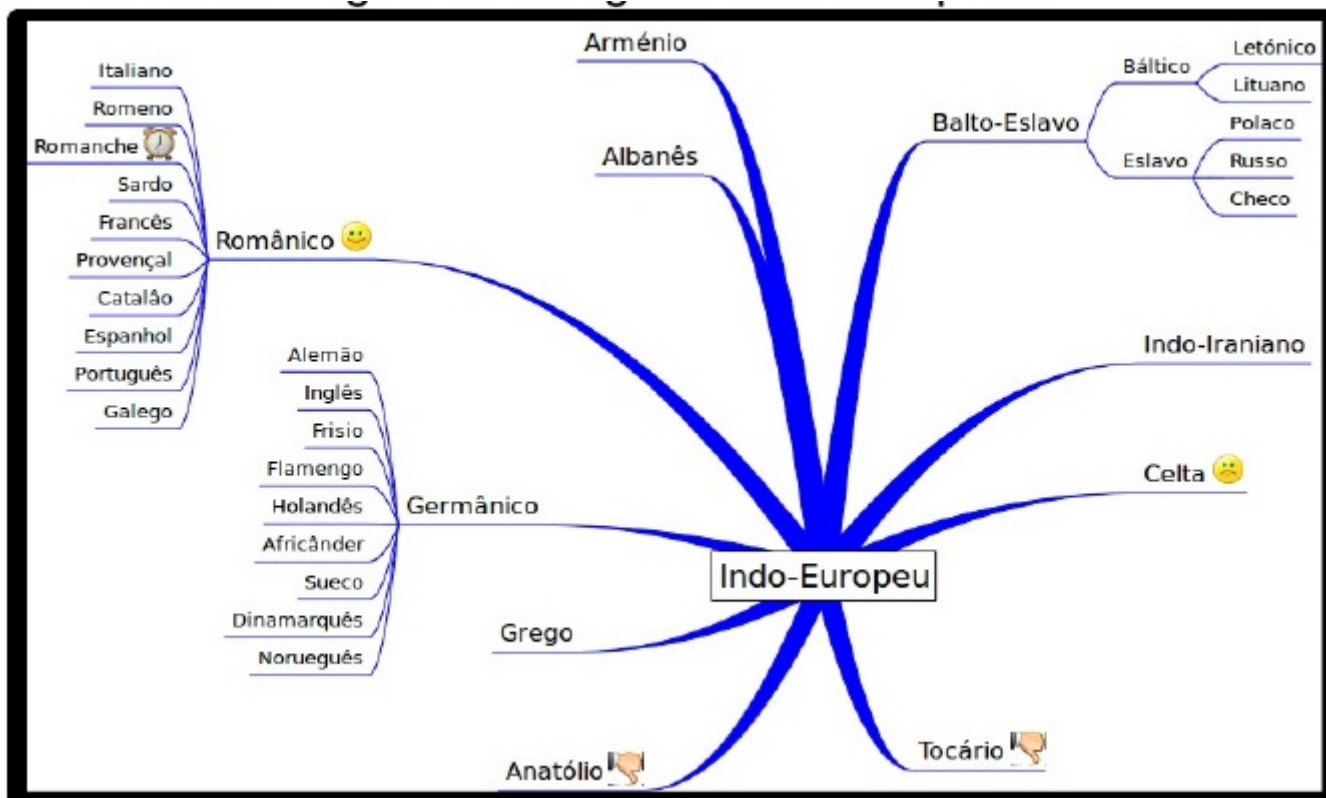 Arménio
Albanês
Balto-Eslavo
Báltico
Letónico
Lituano
Eslavo
Polaco
Russo
Checo
Indo-Iraniano
Celta
Românico
Italiano
Romeno
Romanche
Sardo
Francês
Provençal
Catalão
Espanhol
Português
Galego
Germânico
Alemão
Inglês
Frisio
Flamengo
Holandês
Africânder
Sueco
Dinamarquês
Norueguês
Indo-Europeu
Grego
Anatólio
Tocário